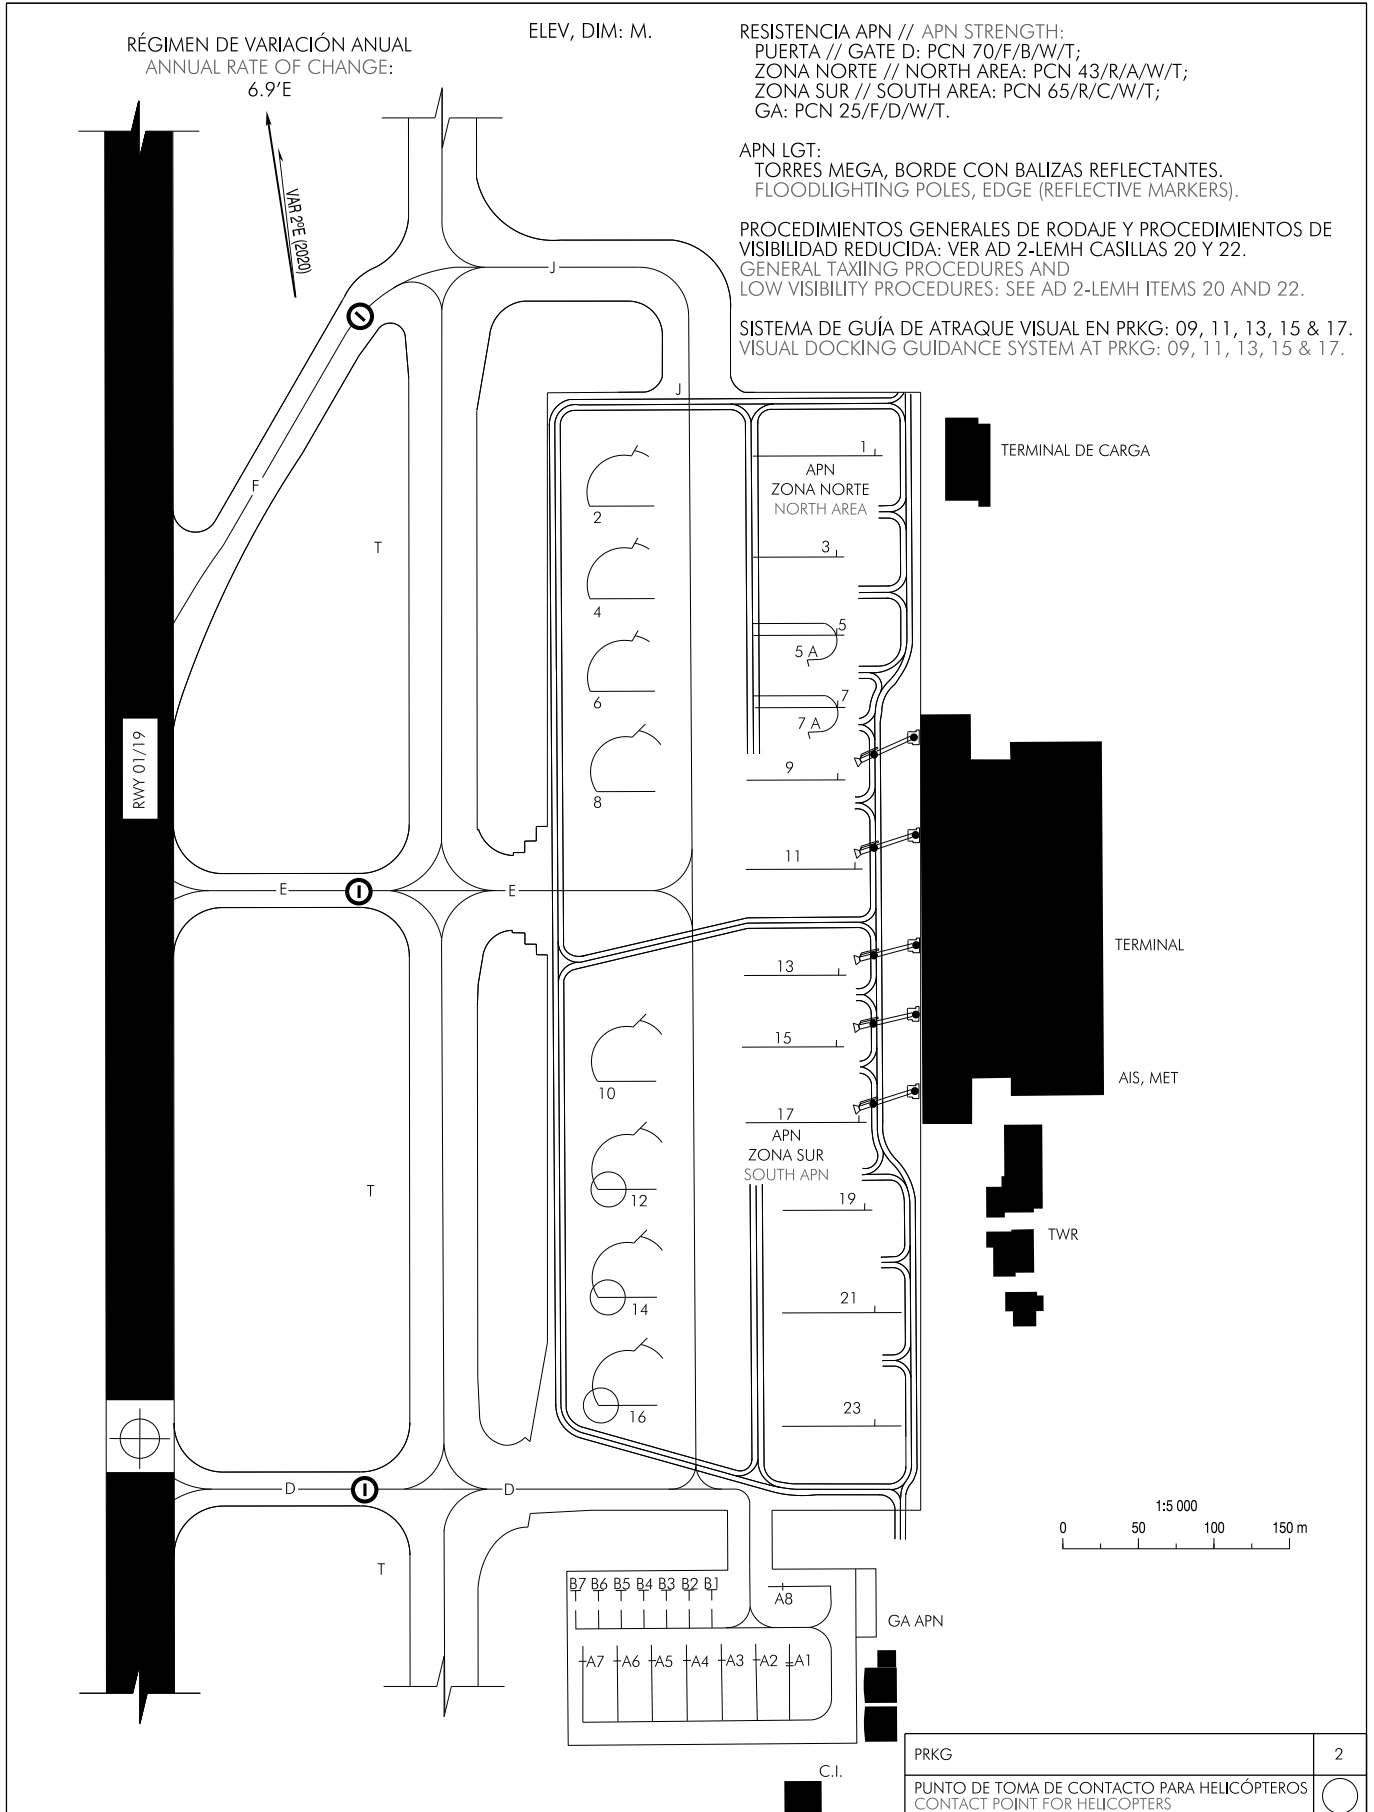 RÉGIMEN DE VARIACIÓN ANUAL
ANNUAL RATE OF CHANGE:
6.9'E
VAR 2ºE (2020)
ELEV, DIM: M.
RESISTENCIA APN // APN STRENGTH:
PUERTA // GATE D: PCN 70/F/B/W/T;
ZONA NORTE // NORTH AREA: PCN 43/R/A/W/T;
ZONA SUR // SOUTH AREA: PCN 65/R/C/W/T;
GA: PCN 25/F/D/W/T.
APN LGT:
TORRES MEGA, BORDE CON BALIZAS REFLECTANTES.
FLOODLIGHTING POLES, EDGE (REFLECTIVE MARKERS).
PROCEDIMIENTOS GENERALES DE RODAJE Y PROCEDIMIENTOS DE
VISIBILIDAD REDUCIDA: VER AD 2-LEMH CASILLAS 20 Y 22.
GENERAL TAXIING PROCEDURES AND
LOW VISIBILITY PROCEDURES: SEE AD 2-LEMH ITEMS 20 AND 22.
SISTEMA DE GUÍA DE ATRAQUE VISUAL EN PRKG: 09, 11, 13, 15 & 17.
VISUAL DOCKING GUIDANCE SYSTEM AT PRKG: 09, 11, 13, 15 & 17.
J
J
F
T
1
APN
ZONA NORTE
NORTH AREA
TERMINAL DE CARGA
2
3
4
5
5 A
6
7
7 A
RWY 01/19
8
9
11
E
E
13
TERMINAL
15
10
AIS, MET
17
APN
ZONA SUR
SOUTH APN
T
12
19
TWR
14
21
16
23
D
D
T
1:5 000
0 50 100 150 m
B7 B6 B5 B4 B3 B2 B1
A8
GA APN
A7 A6 A5 A4 A3 A2 A1
C.I.
PRKG 2
PUNTO DE TOMA DE CONTACTO PARA HELICÓPTEROS
CONTACT POINT FOR HELICOPTERS